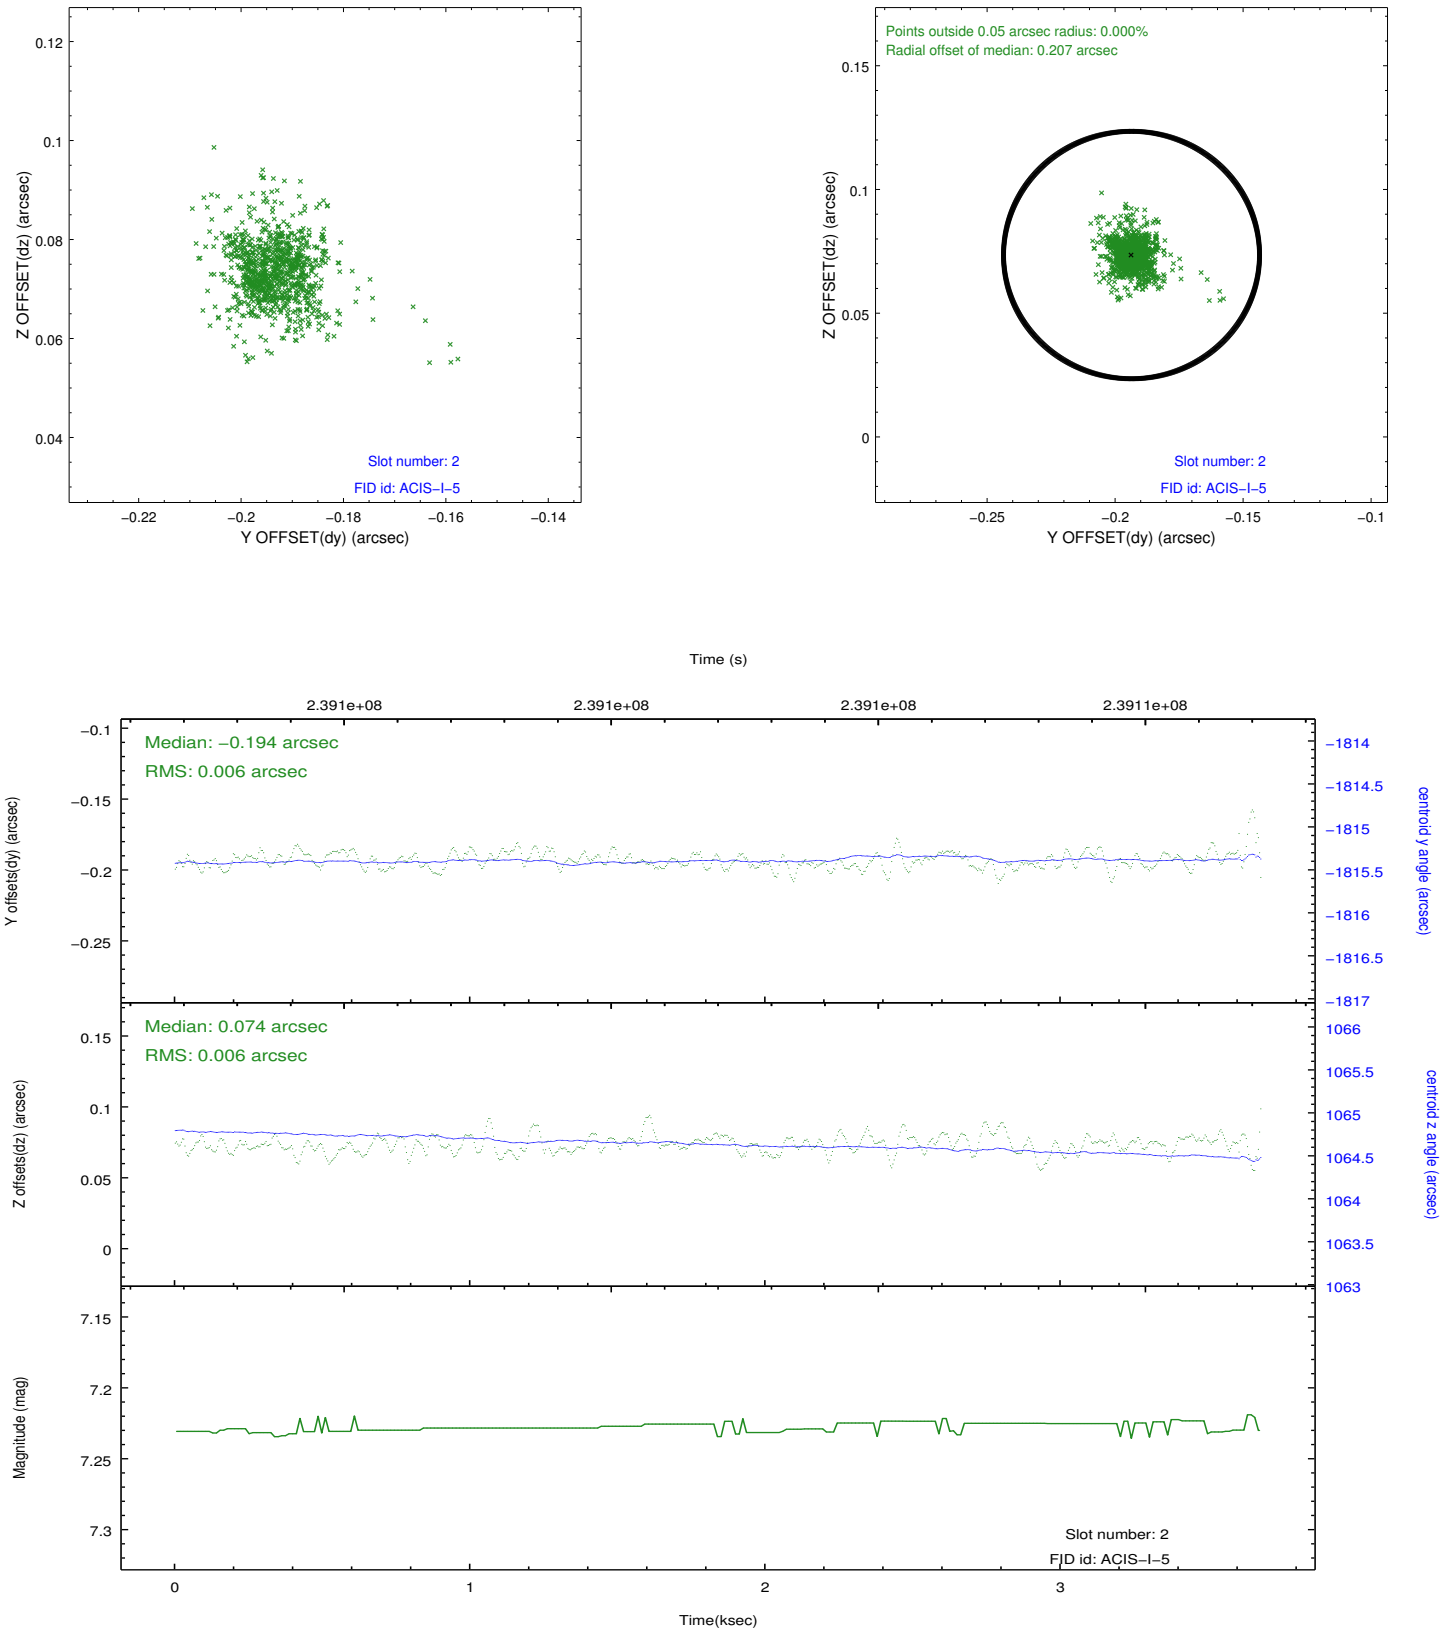 0.12
0.1
0.08
0.06
0.04
Z OFFSET(dz) (arcsec)
Slot number: 2
FID id: ACIS−I−5
−0.22
−0.2
−0.18
−0.16
−0.14
Y OFFSET(dy) (arcsec)
Points outside 0.05 arcsec radius: 0.000%
Radial offset of median: 0.207 arcsec
0.15
0.1
0.05
0
Z OFFSET(dz) (arcsec)
Slot number: 2
FID id: ACIS−I−5
−0.25
−0.2
−0.15
−0.1
Y OFFSET(dy) (arcsec)
Time (s)
2.391e+08
2.391e+08
2.391e+08
2.3911e+08
Median: −0.194 arcsec
RMS: 0.006 arcsec
−0.1
−0.15
−0.2
−0.25
Y offsets(dy) (arcsec)
−1814
−1814.5
−1815
−1815.5
−1816
−1816.5
−1817
centroid y angle (arcsec)
Median: 0.074 arcsec
RMS: 0.006 arcsec
0.15
0.1
0.05
0
Z offsets(dz) (arcsec)
1066
1065.5
1065
1064.5
1064
1063.5
1063
centroid z angle (arcsec)
7.15
7.2
7.25
7.3
Magnitude (mag)
Slot number: 2
FID id: ACIS−I−5
0
1
2
3
Time(ksec)